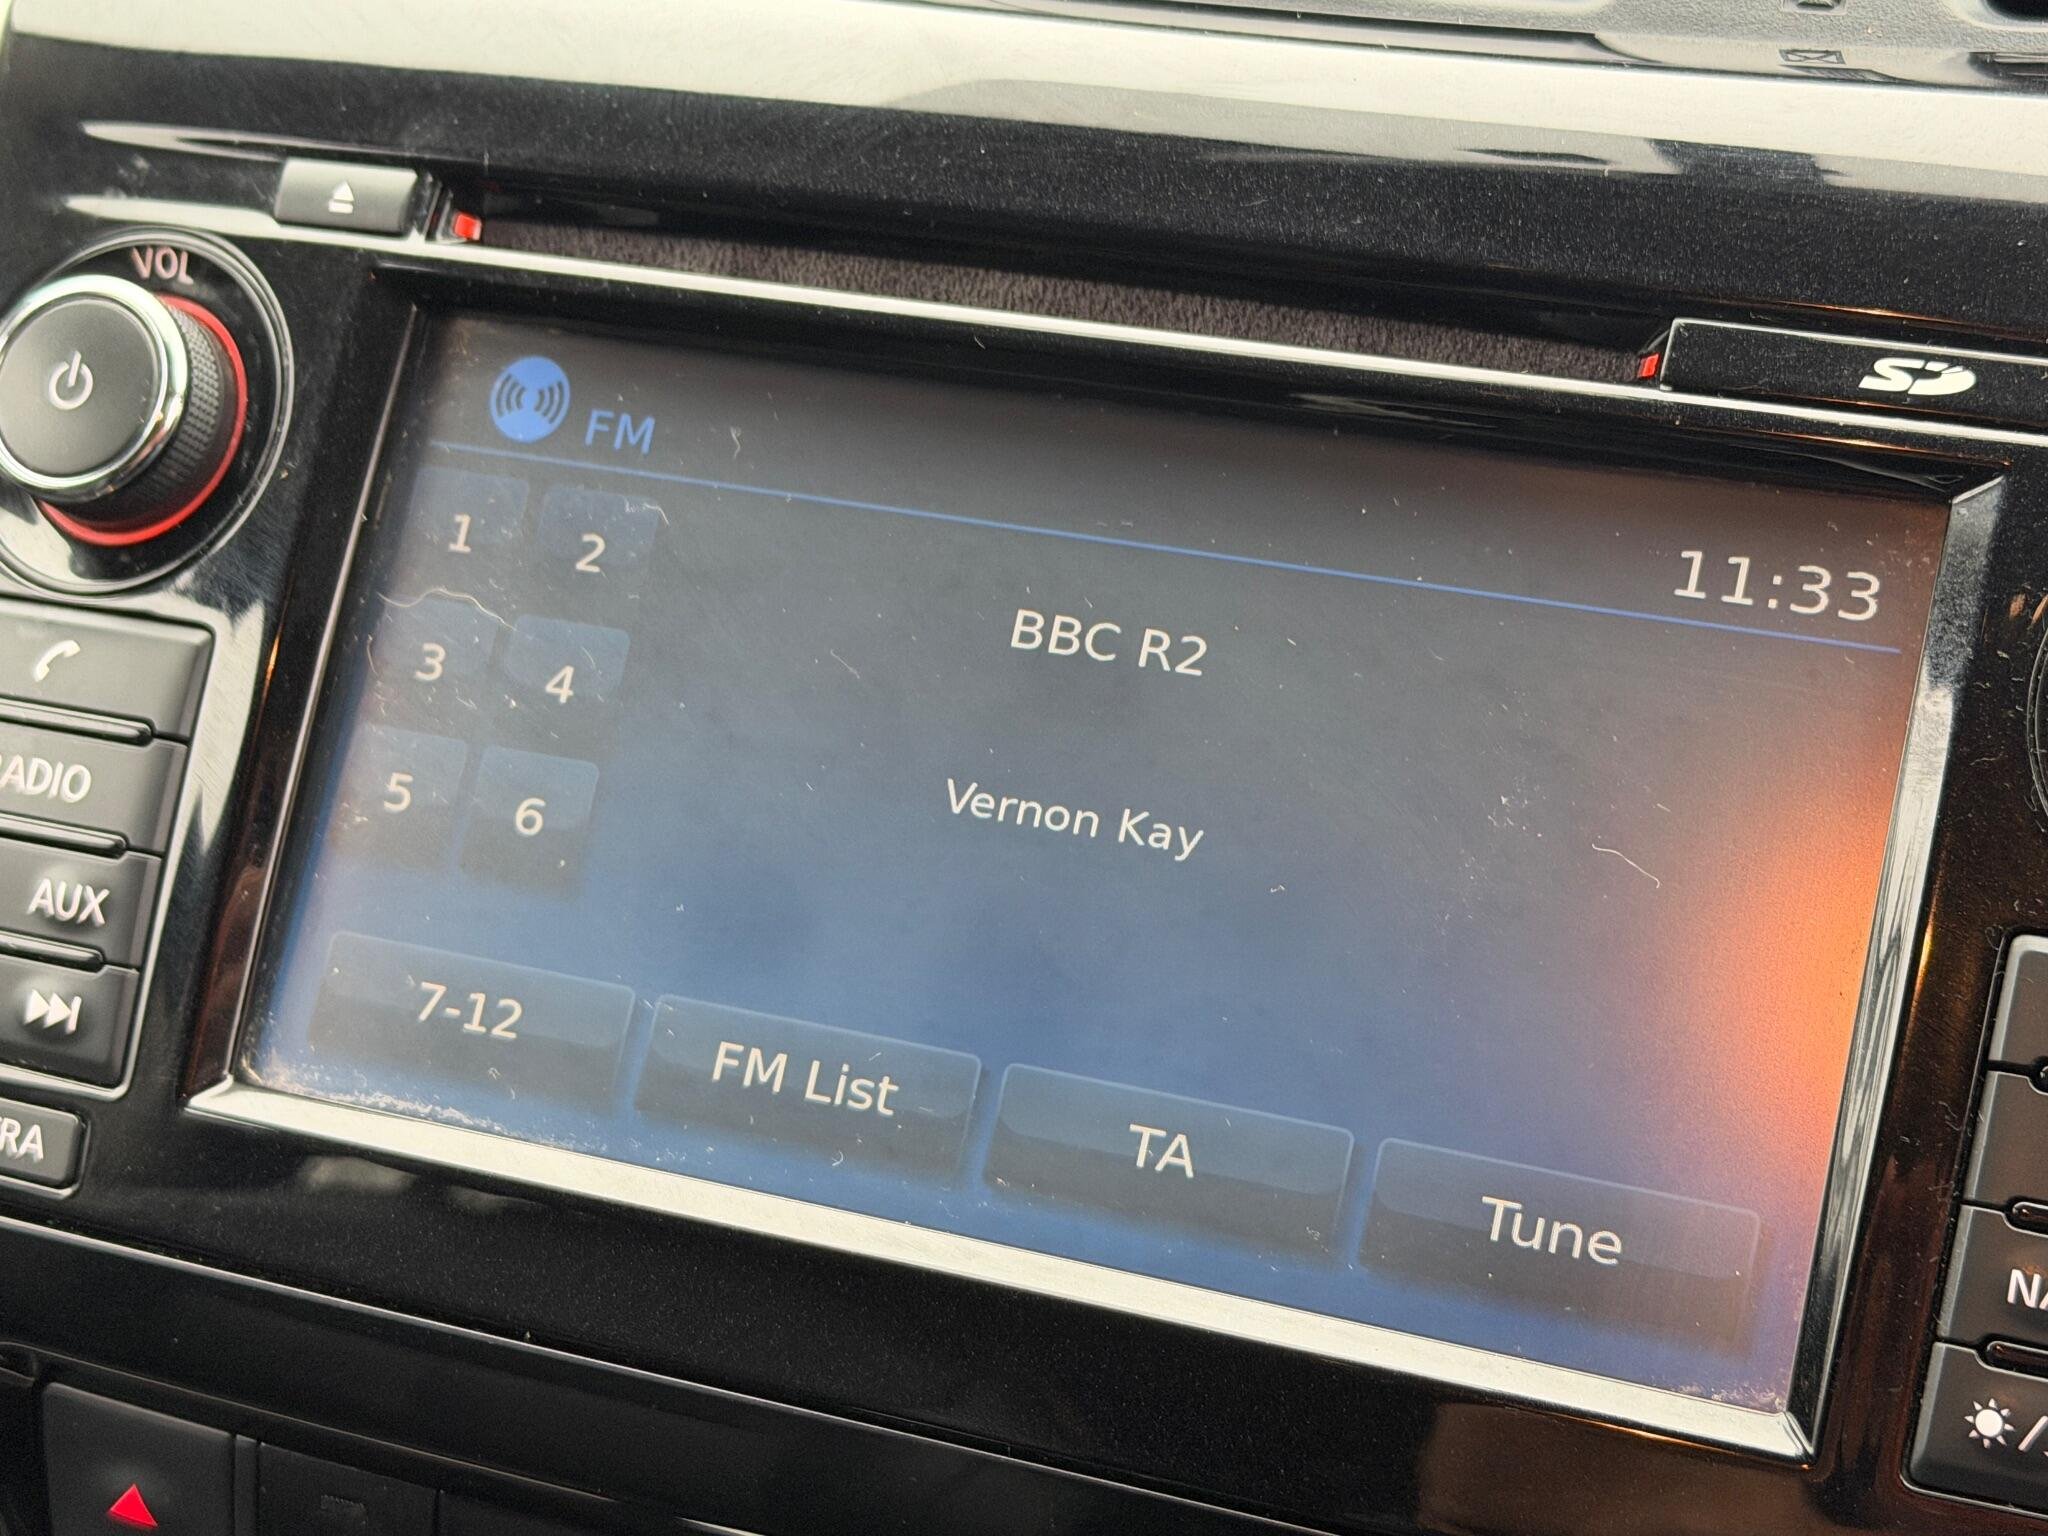 VOL
SD
FM
11:33
1 2
BBC R2
3 4
Vernon Kay
5 6
7-12 FM List TA Tune
RADIO
AUX